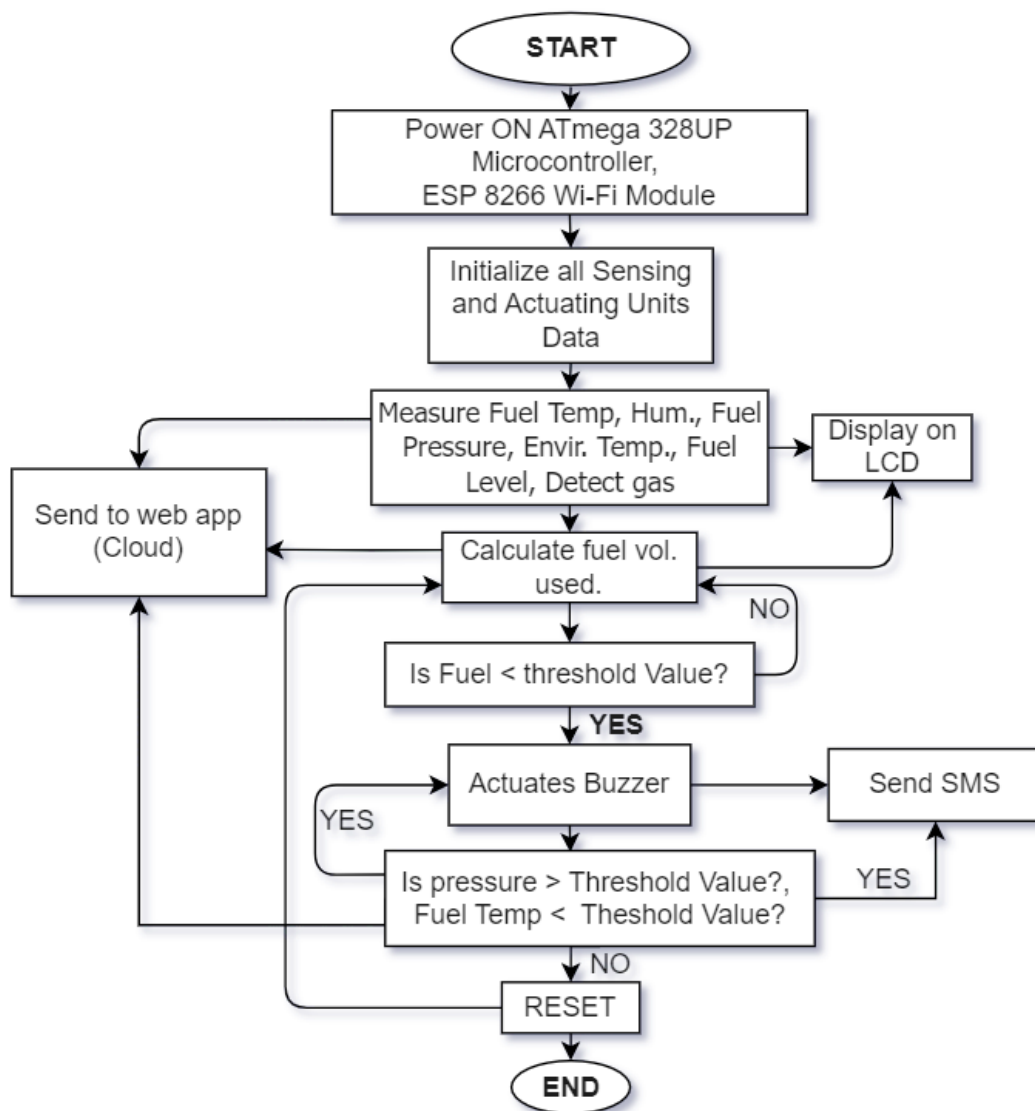 START
Power ON ATmega 328UP
Microcontroller,
ESP 8266 Wi-Fi Module
Initialize all Sensing
and Actuating Units
Data
Measure Fuel Temp, Hum., Fuel
Pressure, Envir. Temp., Fuel
Level, Detect gas
Display on
LCD
Send to web app
(Cloud)
Calculate fuel vol.
used.
NO
Is Fuel < threshold Value?
YES
Actuates Buzzer
Send SMS
YES
Is pressure > Threshold Value?,
Fuel Temp < Theshold Value?
YES
NO
RESET
END